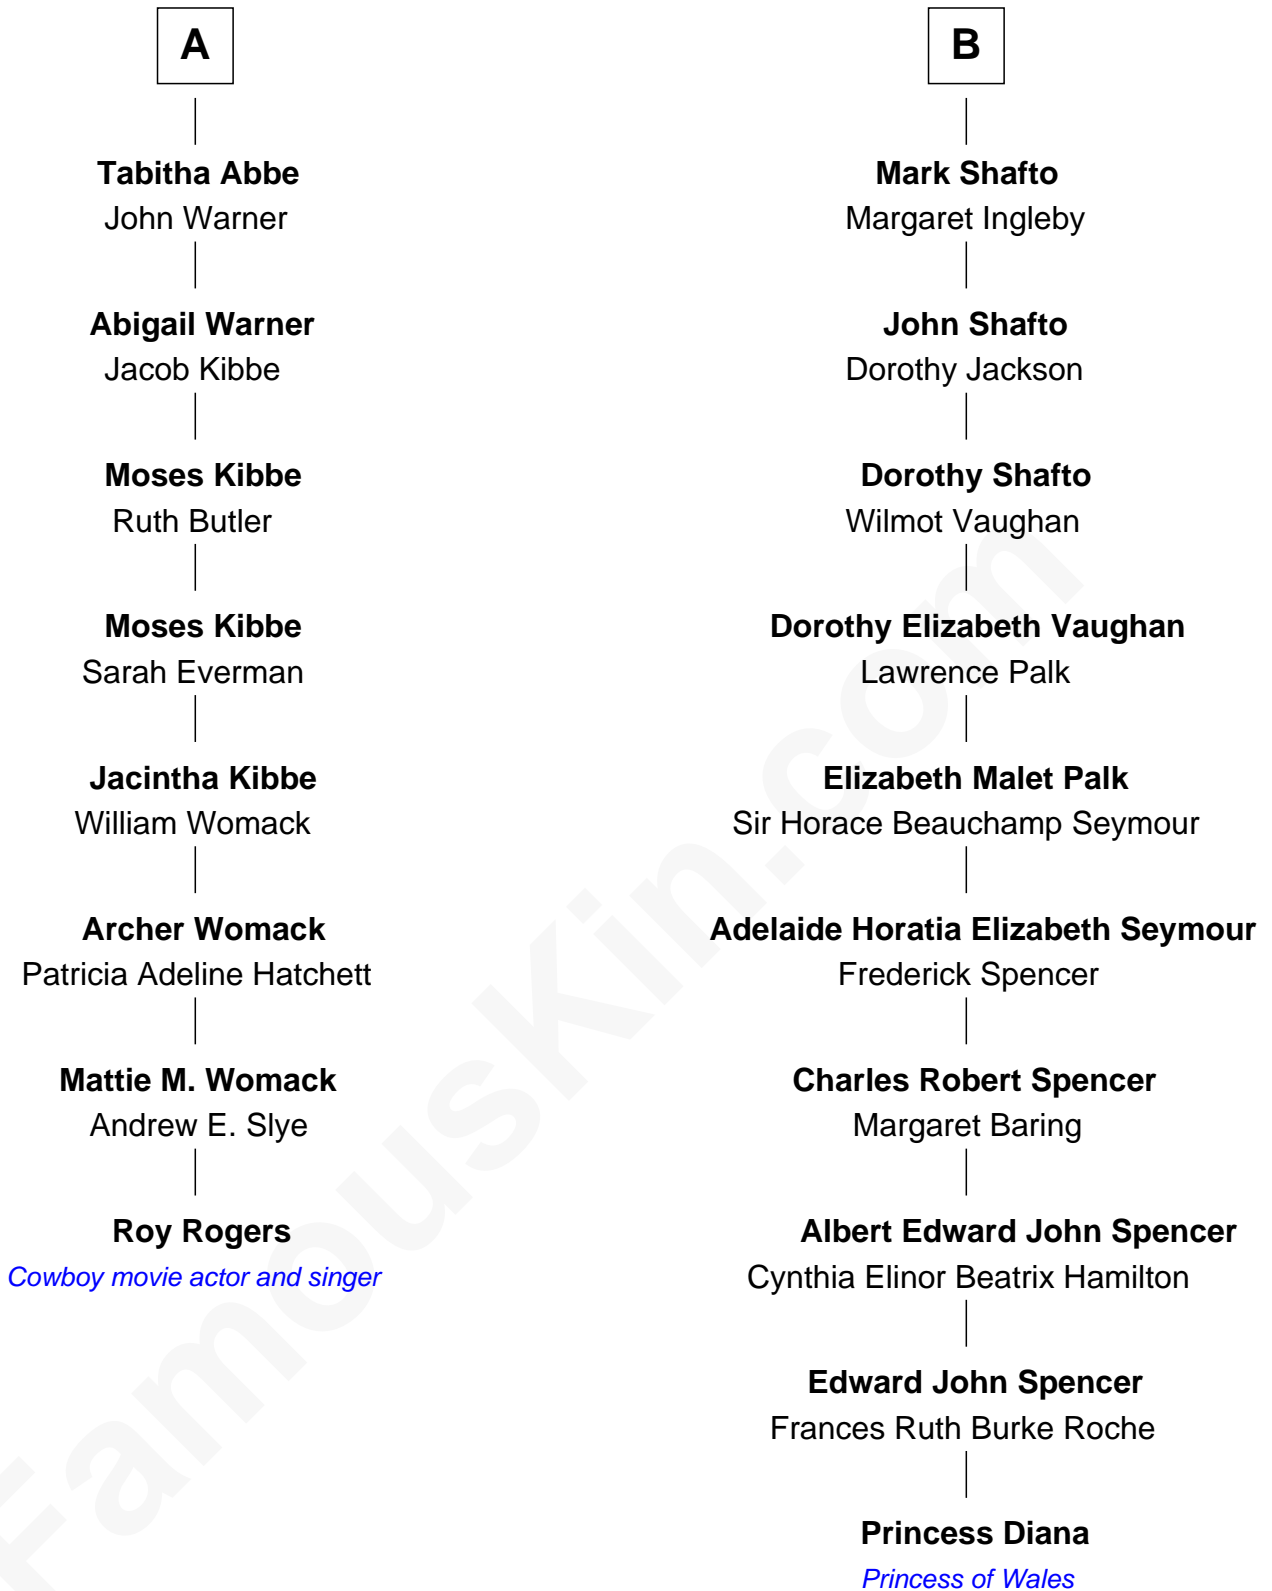 A
Tabitha Abbe
John Warner
Abigail Warner
Jacob Kibbe
Moses Kibbe
Ruth Butler
Moses Kibbe
Sarah Everman
Jacintha Kibbe
William Womack
Archer Womack
Patricia Adeline Hatchett
Mattie M. Womack
Andrew E. Slye
Roy Rogers
Cowboy movie actor and singer
B
Mark Shafto
Margaret Ingleby
John Shafto
Dorothy Jackson
Dorothy Shafto
Wilmot Vaughan
Dorothy Elizabeth Vaughan
Lawrence Palk
Elizabeth Malet Palk
Sir Horace Beauchamp Seymour
Adelaide Horatia Elizabeth Seymour
Frederick Spencer
Charles Robert Spencer
Margaret Baring
Albert Edward John Spencer
Cynthia Elinor Beatrix Hamilton
Edward John Spencer
Frances Ruth Burke Roche
Princess Diana
Princess of Wales
FamousKin.com